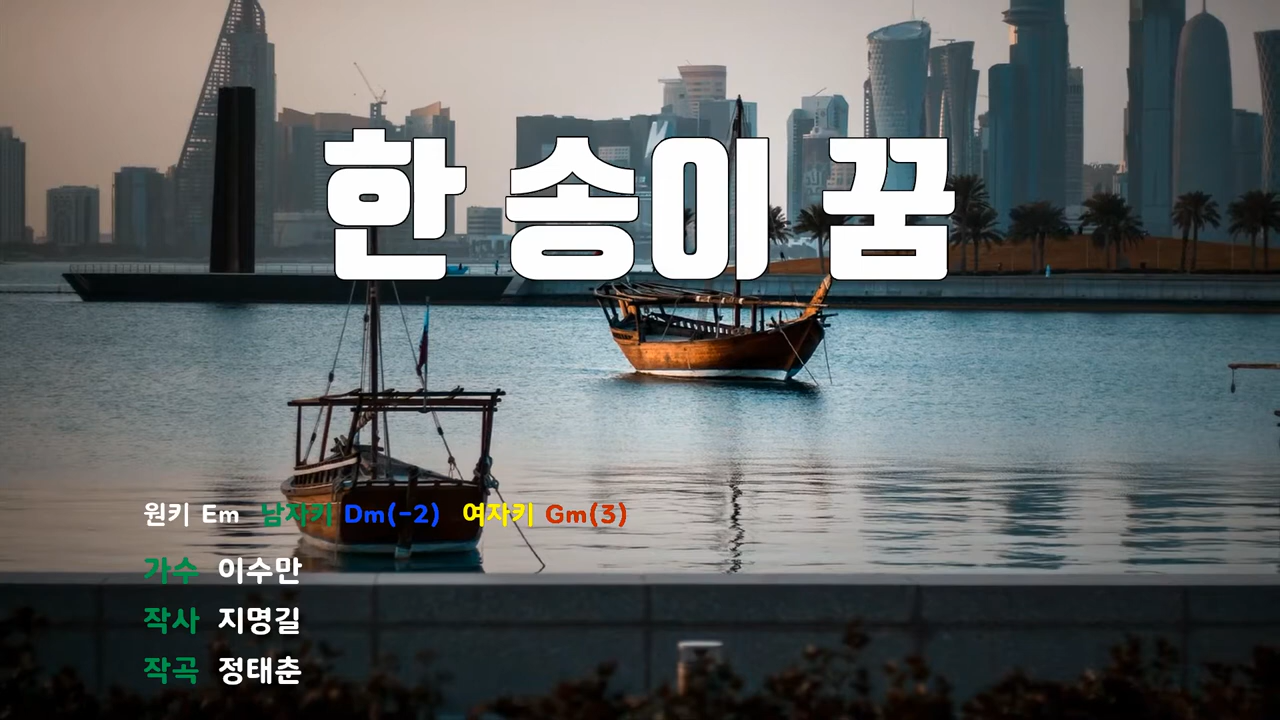 한 송이 꿈
원키 Em 남자키 Dm(-2) 여자키 Gm(3)
가수 이수만
작사 지명길
작곡 정태춘